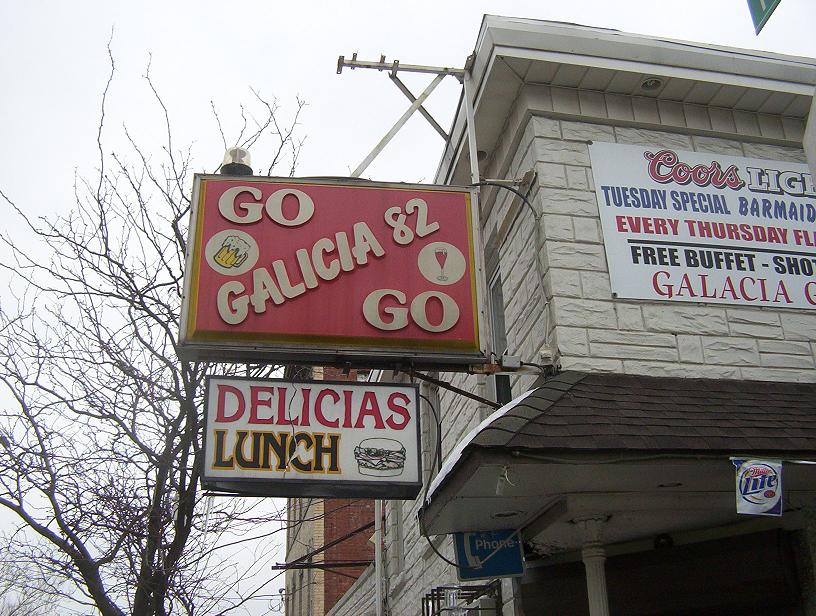 GO
GALICIA 82
GO
DELICIAS
LUNCH
Coors
TUESDAY SPECIAL BARMAID
EVERY THURSDAY
FREE BUFFET -
GALACIA
Miller
Lite
Phone